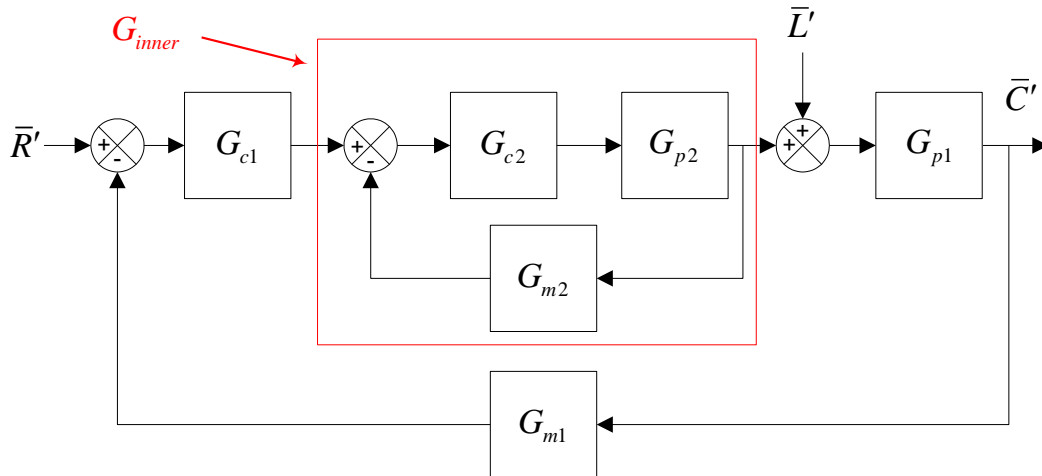 G_inner
L̅'
R̅'
+
-
G_c1
+
-
G_c2
G_p2
+
+
G_p1
C̅'
G_m2
G_m1